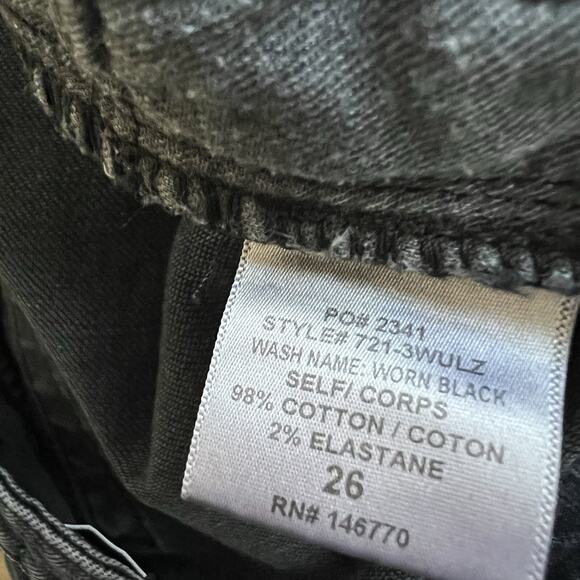 PO# 2341
STYLE# 721-3WULZ
WASH NAME: WORN BLACK
SELF/ CORPS
98% COTTON / COTON
2% ELASTANE
26
RN# 146770